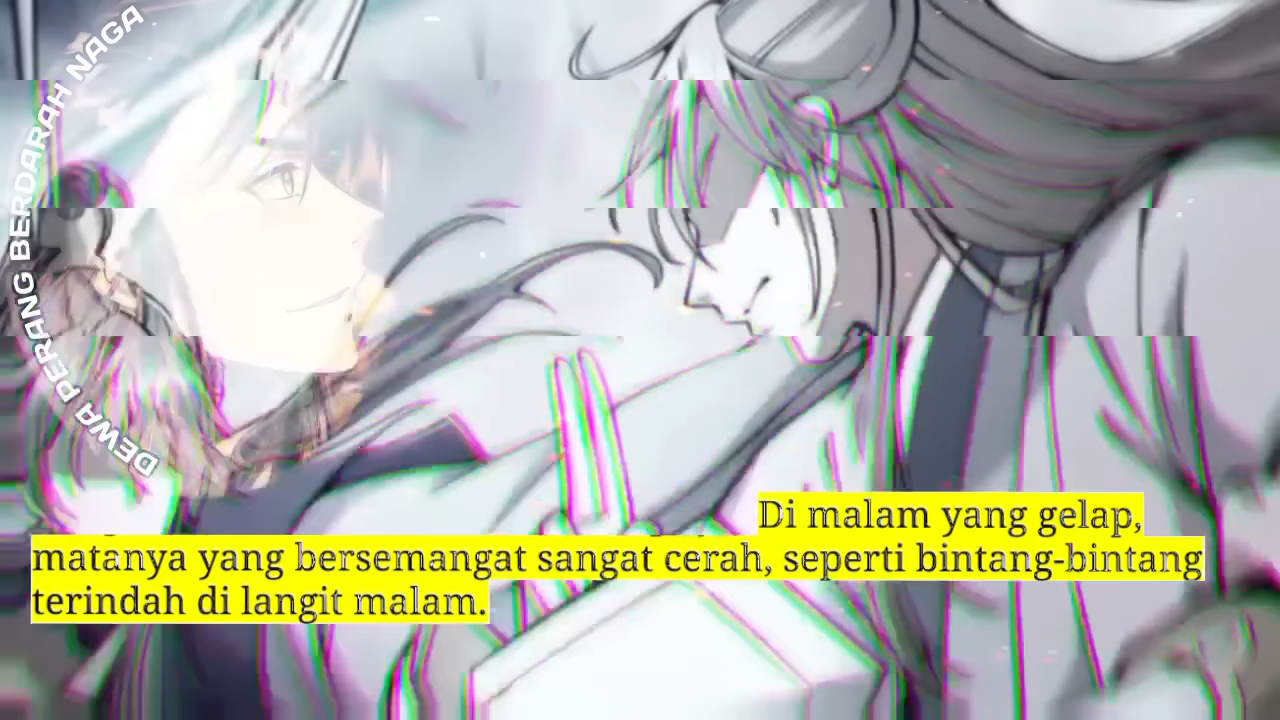 DEWA PERANG BERDARAH NAGA
Di malam yang gelap,
matanya yang bersemangat sangat cerah, seperti bintang-bintang
terindah di langit malam.